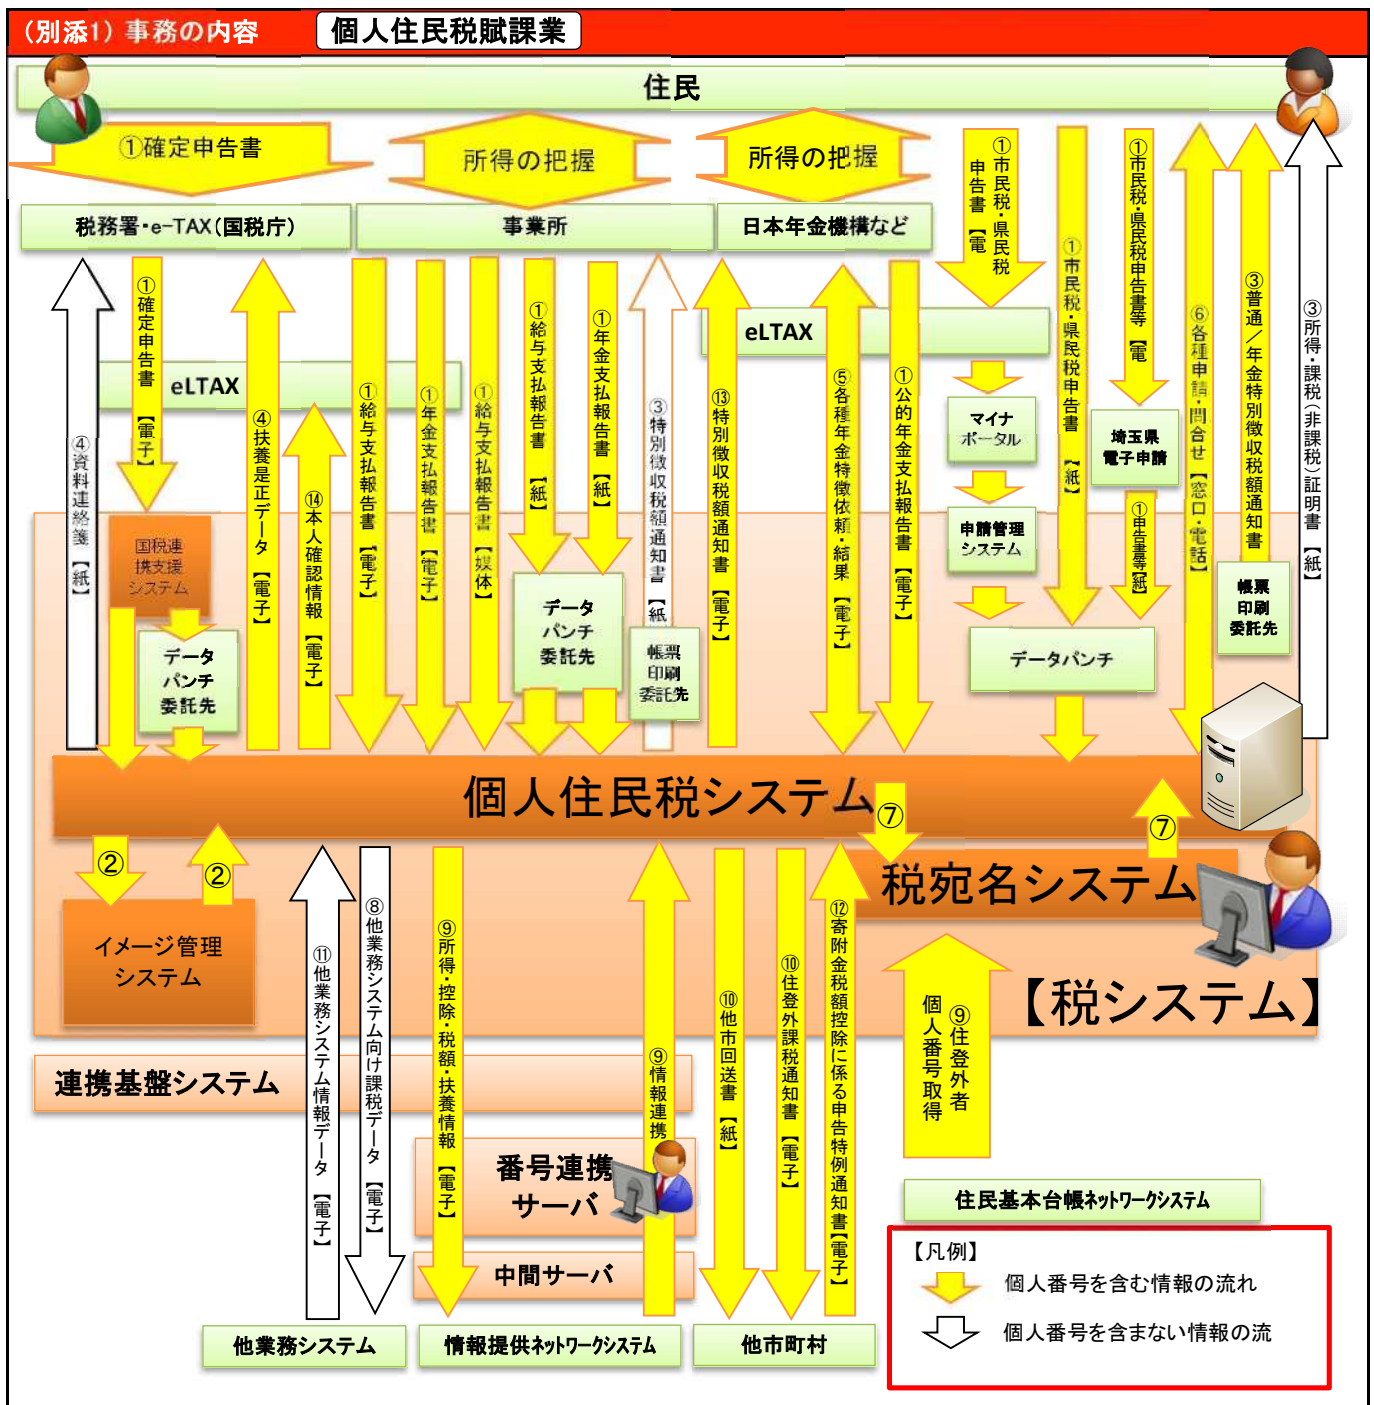 （別添1）事務の内容
個人住民税賦課業
住民
①確定申告書
所得の把握
所得の把握
①市民税・県民税
申告書【電
①市民税・県民税申告書【紙】
①市民税・県民税申告書等【電
⑥各種申請・問合せ【窓口・電話】
③普通／年金特別徴収税額通知書
③所得・課税（非課税）証明書【紙】
税務署・e-TAX（国税庁）
事業所
日本年金機構など
④資料連絡箋【紙】
①確定申告書【電子】
④扶養是正データ【電子】
⑭本人確認情報【電子】
①給与支払報告書【電子】
①年金支払報告書【電子】
①給与支払報告書【媒体】
①給与支払報告書【紙】
①年金支払報告書【紙】
③特別徴収税額通知書【紙
⑬特別徴収税額通知書【電子】
⑤各種年金特徴依頼・結果【電子】
①公的年金支払報告書【電子】
eLTAX
eLTAX
マイナ
ポータル
埼玉県
電子申請
申請管理
システム
①申告書等【紙】
国税連
携支援
システム
データ
パンチ
委託先
データ
パンチ
委託先
帳票
印刷
委託先
データパンチ
帳票
印刷
委託先
個人住民税システム
⑦
⑦
②
②
税宛名システム
イメージ管理
システム
⑪他業務システム情報データ【電子】
⑧他業務システム向け課税データ【電子】
⑨所得・控除・税額・扶養情報【電子】
⑨情報連携
⑩他市回送書【紙】
⑩住登外課税通知書【電子】
⑫寄附金税額控除に係る申告特例通知書【電子】
⑨住登外者
個人番号取得
【税システム】
連携基盤システム
番号連携
サーバ
中間サーバ
住民基本台帳ネットワークシステム
他業務システム
情報提供ネットワークシステム
他市町村
【凡例】
個人番号を含む情報の流れ
個人番号を含まない情報の流